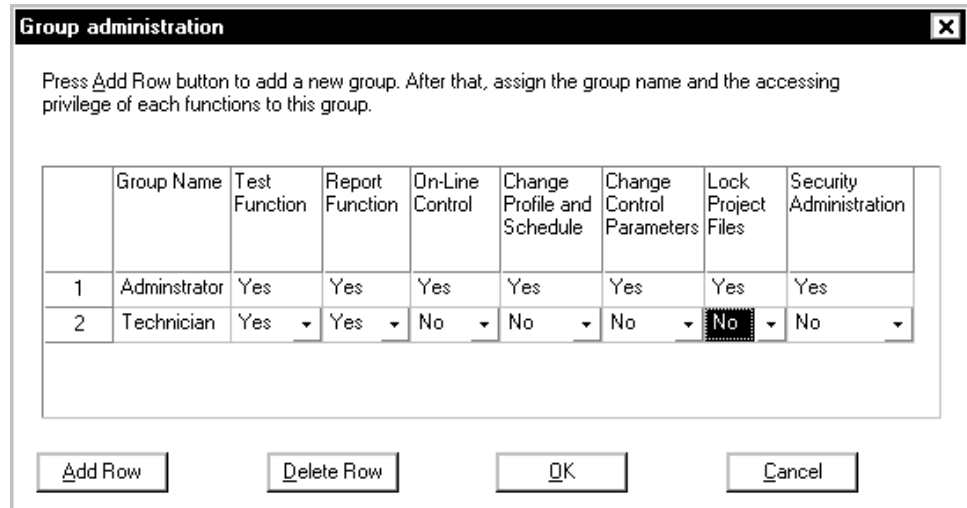 Group administration
Press Add Row button to add a new group. After that, assign the group name and the accessing
privilege of each functions to this group.
Group Name Test Function Report Function On-Line Control Change Profile and Schedule Change Control Parameters Lock Project Files Security Administration
1 Adminstrator Yes Yes Yes Yes Yes Yes Yes
2 Technician Yes Yes No No No No No
Add Row Delete Row OK Cancel